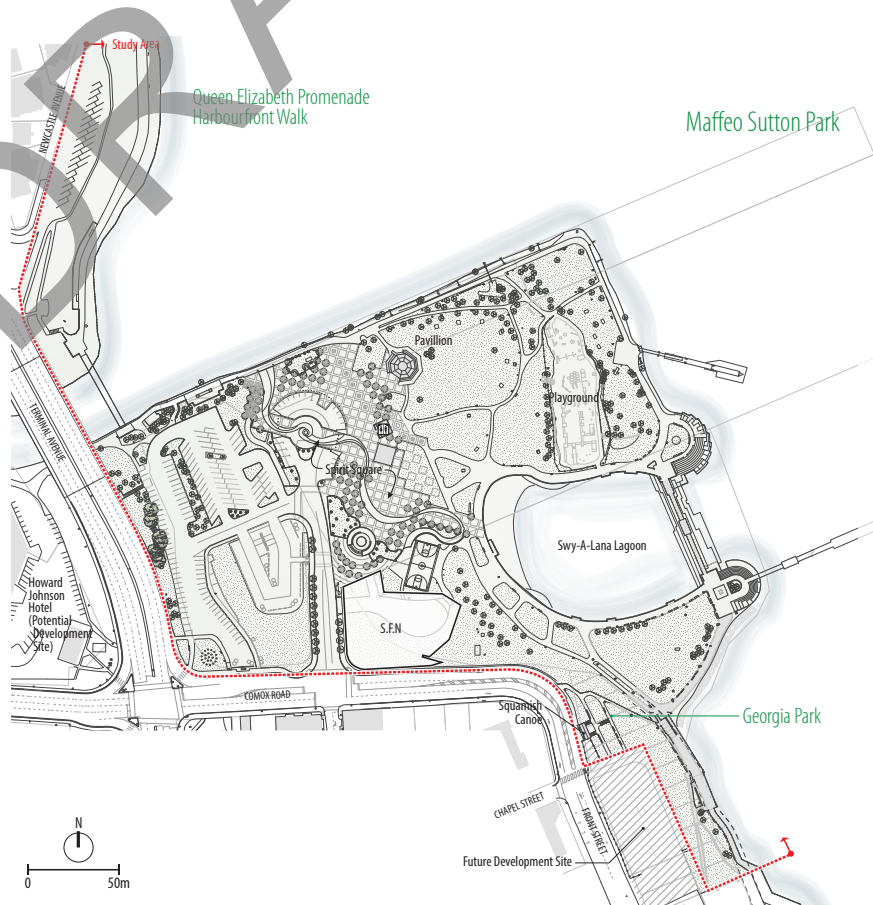 DRA
Study Area
NEWCASTLE AVENUE
Queen Elizabeth Promenade
Harbourfront Walk
Maffeo Sutton Park
Pavillion
Playground
TERMINAL AVENUE
Spirit Square
Swy-A-Lana Lagoon
Howard
Johnson
Hotel
(Potential
Development
Site)
S.F.N
COMOX ROAD
Squamish
Canoe
Georgia Park
CHAPEL STREET
FRONT STREET
Future Development Site
N
0
50m